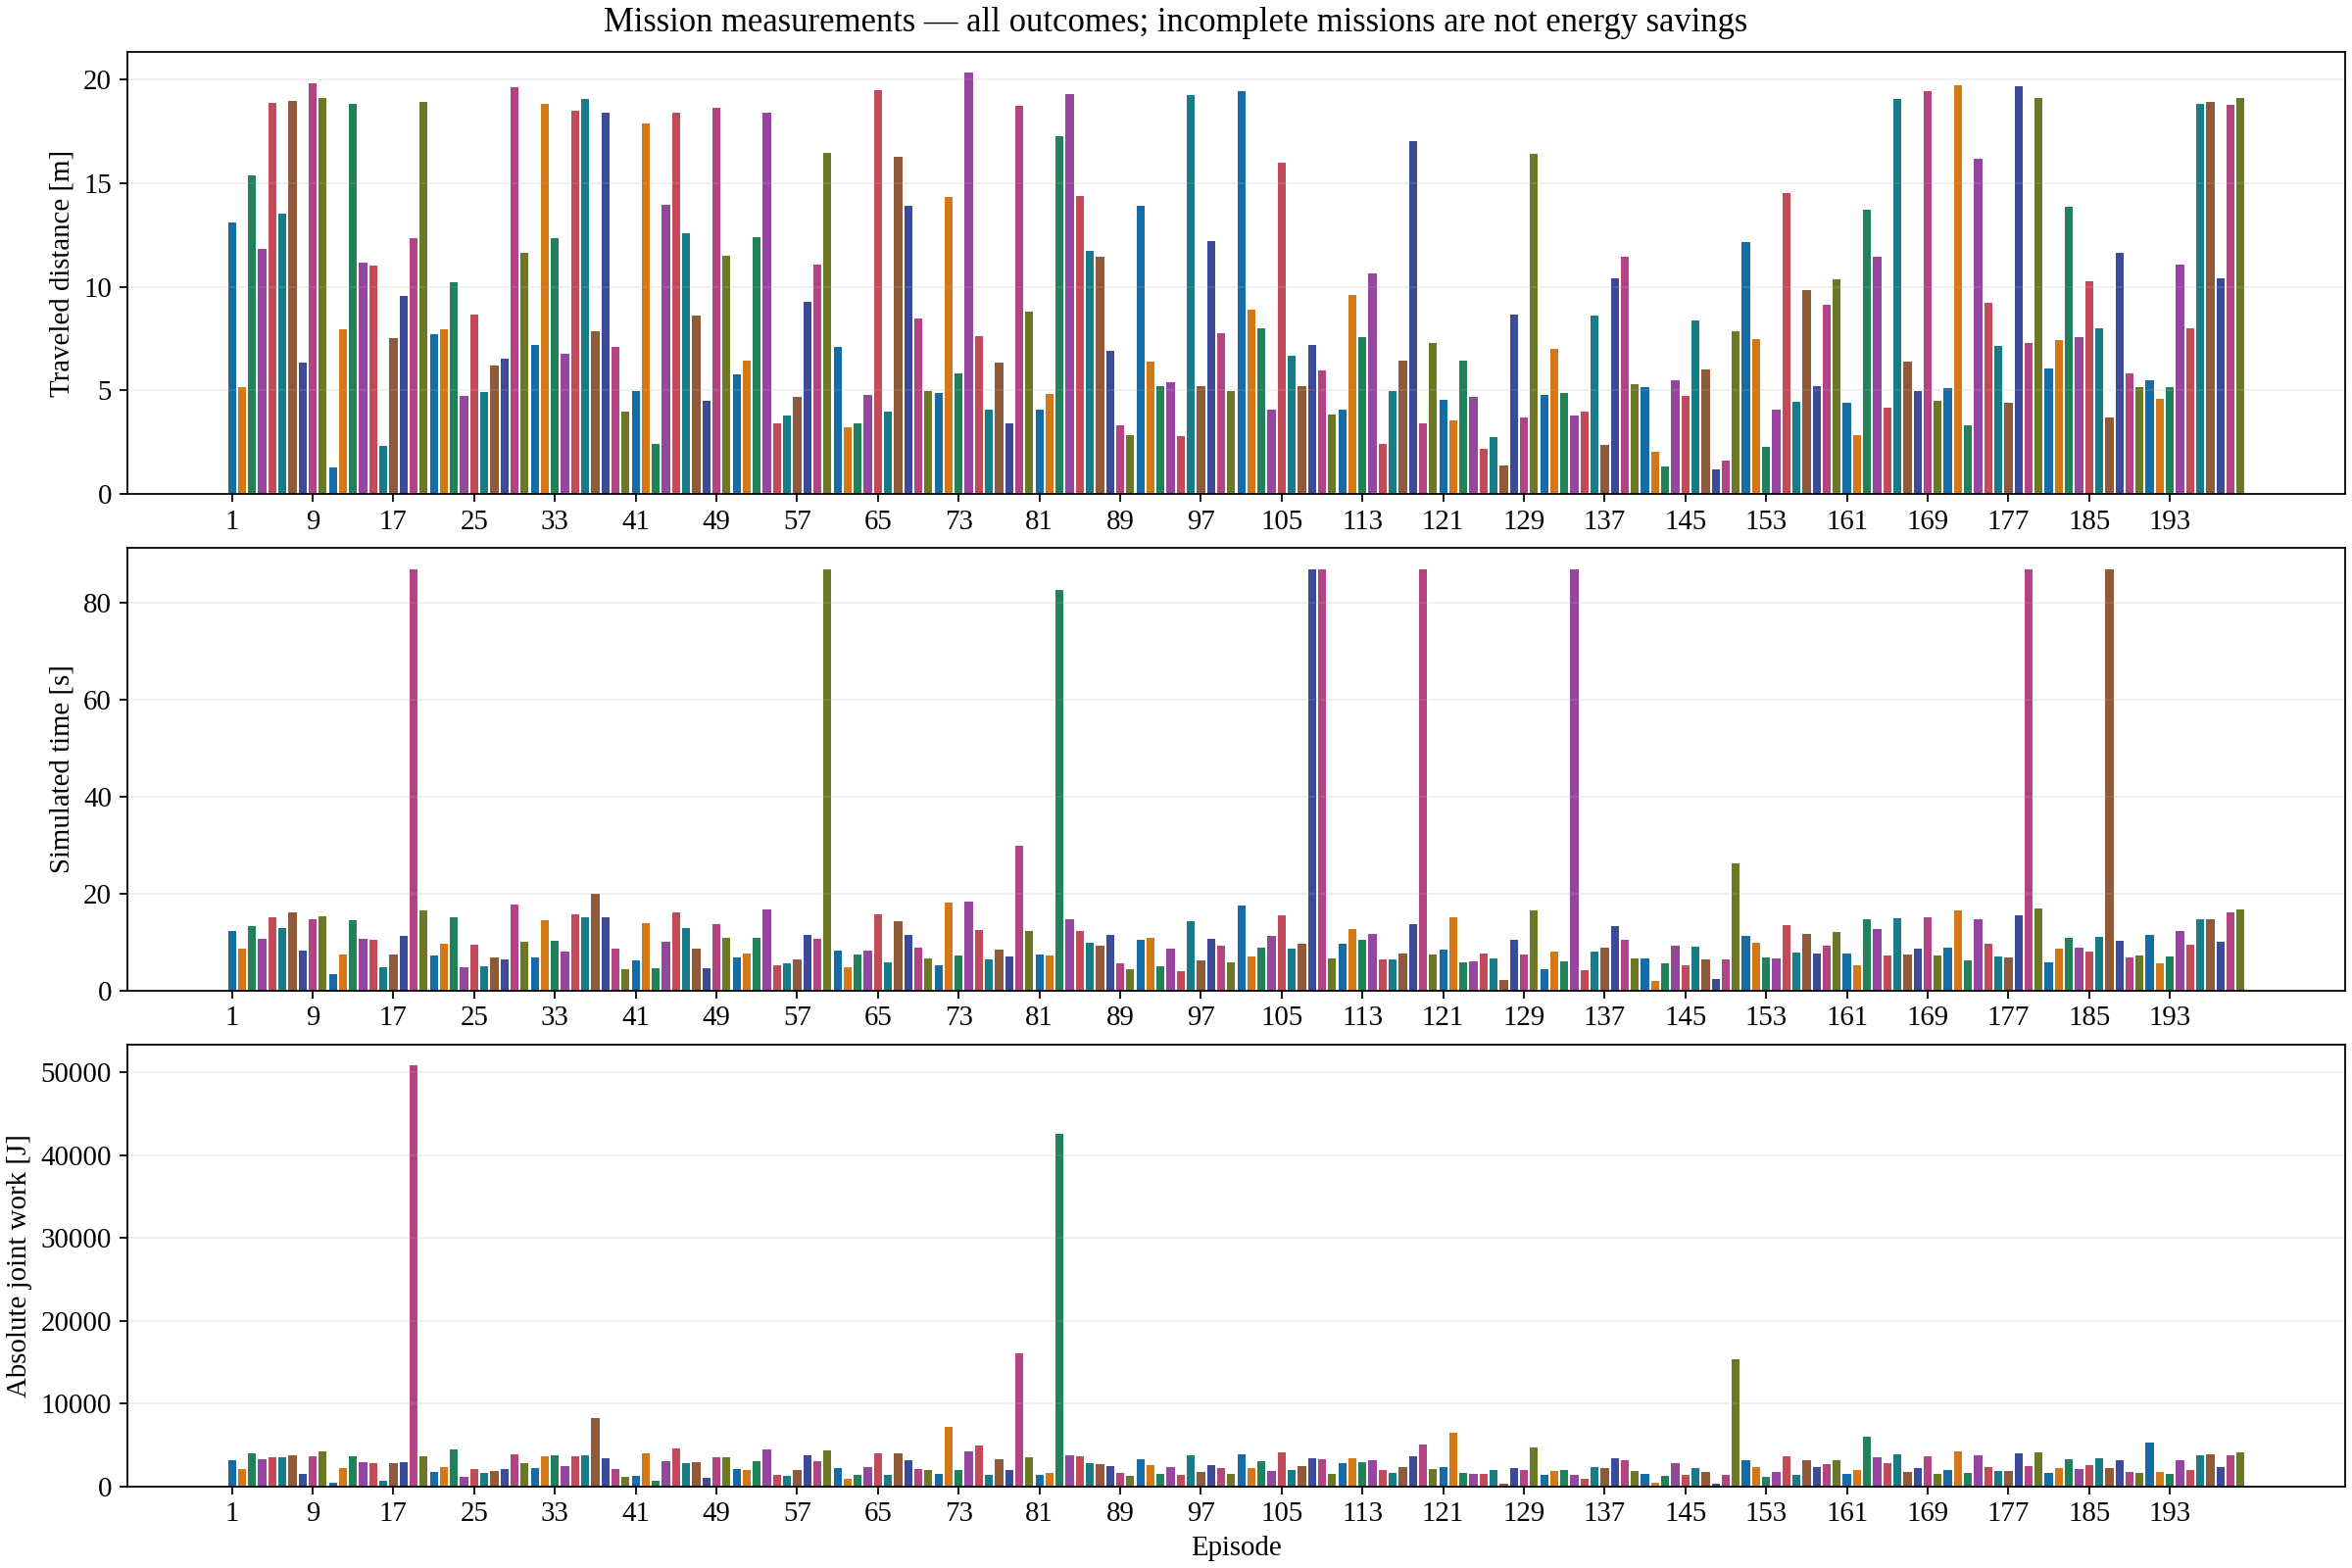 Mission measurements — all outcomes; incomplete missions are not energy savings
Traveled distance [m]
20
15
10
5
0
1 9 17 25 33 41 49 57 65 73 81 89 97 105 113 121 129 137 145 153 161 169 177 185 193
Simulated time [s]
80
60
40
20
0
1 9 17 25 33 41 49 57 65 73 81 89 97 105 113 121 129 137 145 153 161 169 177 185 193
Absolute joint work [J]
50000
40000
30000
20000
10000
0
1 9 17 25 33 41 49 57 65 73 81 89 97 105 113 121 129 137 145 153 161 169 177 185 193
Episode